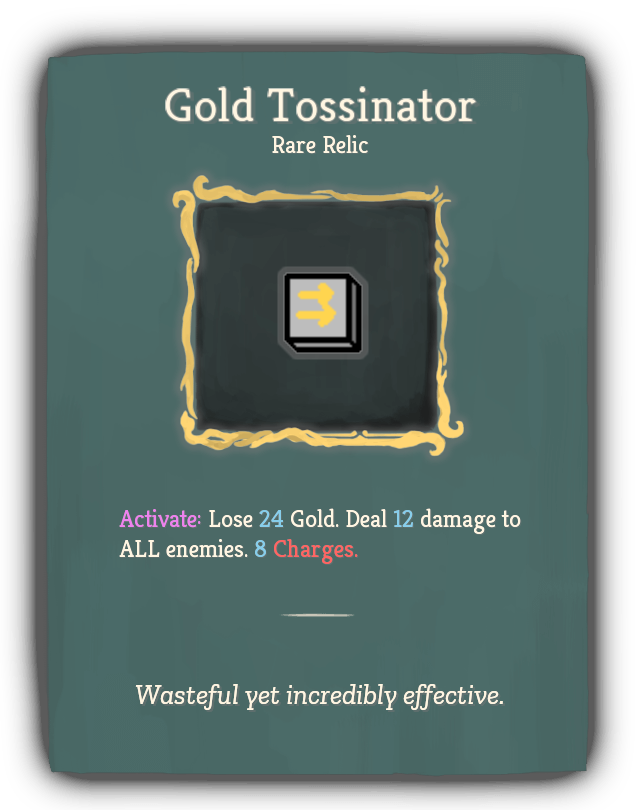 Gold Tossinator
Rare Relic
Activate: Lose 24 Gold. Deal 12 damage to
ALL enemies. 8 Charges.
Wasteful yet incredibly effective.